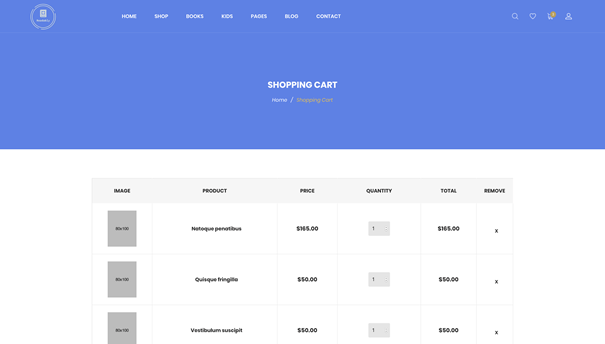 HOME SHOP BOOKS KIDS PAGES BLOG CONTACT
SHOPPING CART
Home / Shopping Cart
IMAGE PRODUCT PRICE QUANTITY TOTAL REMOVE
80x100 Natoque penatibus $165.00 1 $165.00 x
80x100 Quisque fringilla $50.00 1 $50.00 x
80x100 Vestibulum suscipit $50.00 1 $50.00 x